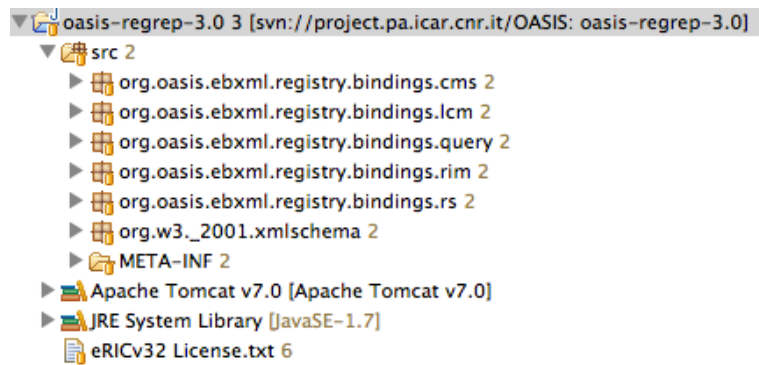 oasis-regrep-3.0 3 [svn://project.pa.icar.cnr.it/OASIS: oasis-regrep-3.0]
src 2
org.oasis.ebxml.registry.bindings.cms 2
org.oasis.ebxml.registry.bindings.lcm 2
org.oasis.ebxml.registry.bindings.query 2
org.oasis.ebxml.registry.bindings.rim 2
org.oasis.ebxml.registry.bindings.rs 2
org.w3._2001.xmlschema 2
META-INF 2
Apache Tomcat v7.0 [Apache Tomcat v7.0]
JRE System Library [JavaSE-1.7]
eRICv32 License.txt 6